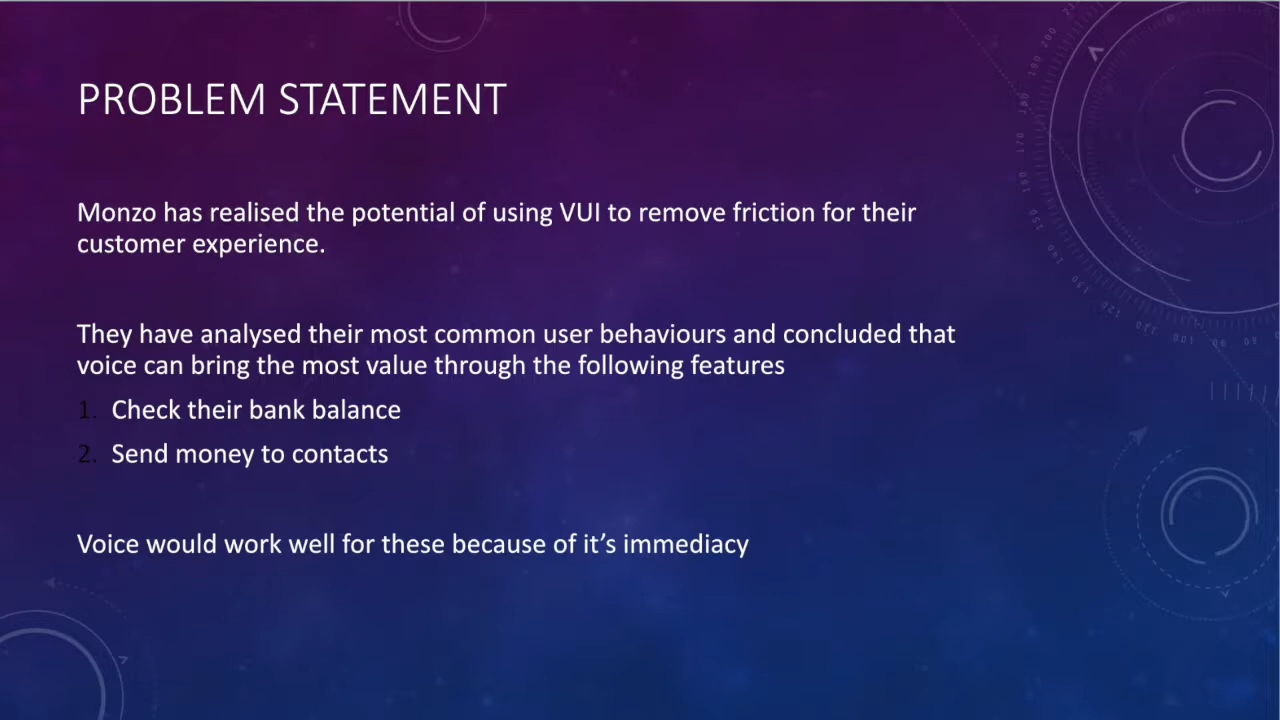 PROBLEM STATEMENT
Monzo has realised the potential of using VUI to remove friction for their
customer experience.
They have analysed their most common user behaviours and concluded that
voice can bring the most value through the following features
1. Check their bank balance
2. Send money to contacts
Voice would work well for these because of it’s immediacy